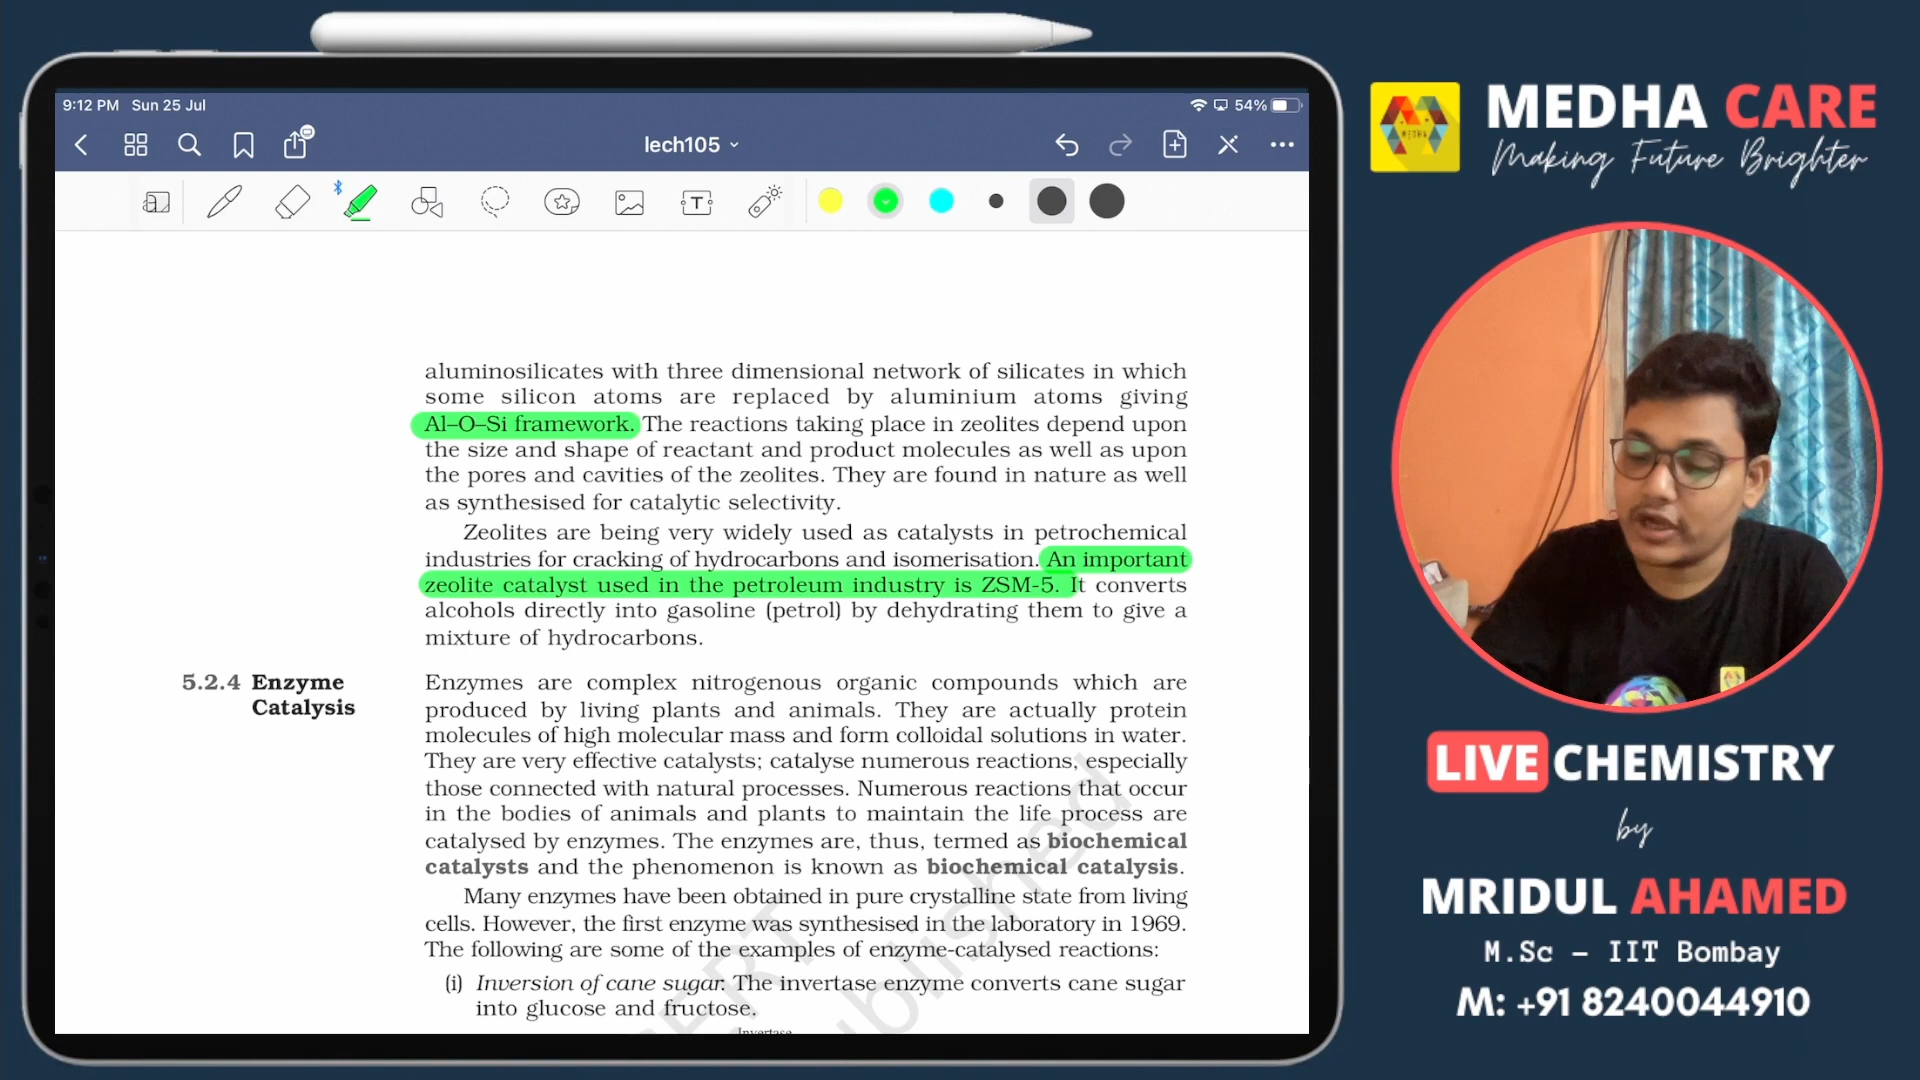 9:12 PM Sun 25 Jul
54%
lech105
T
aluminosilicates with three dimensional network of silicates in which
some silicon atoms are replaced by aluminium atoms giving
Al–O–Si framework. The reactions taking place in zeolites depend upon
the size and shape of reactant and product molecules as well as upon
the pores and cavities of the zeolites. They are found in nature as well
as synthesised for catalytic selectivity.
Zeolites are being very widely used as catalysts in petrochemical
industries for cracking of hydrocarbons and isomerisation. An important
zeolite catalyst used in the petroleum industry is ZSM-5. It converts
alcohols directly into gasoline (petrol) by dehydrating them to give a
mixture of hydrocarbons.
5.2.4 Enzyme
Catalysis
Enzymes are complex nitrogenous organic compounds which are
produced by living plants and animals. They are actually protein
molecules of high molecular mass and form colloidal solutions in water.
They are very effective catalysts; catalyse numerous reactions, especially
those connected with natural processes. Numerous reactions that occur
in the bodies of animals and plants to maintain the life process are
catalysed by enzymes. The enzymes are, thus, termed as biochemical
catalysts and the phenomenon is known as biochemical catalysis.
Many enzymes have been obtained in pure crystalline state from living
cells. However, the first enzyme was synthesised in the laboratory in 1969.
The following are some of the examples of enzyme-catalysed reactions:
(i) Inversion of cane sugar: The invertase enzyme converts cane sugar
into glucose and fructose.
Invertase
MEDHA CARE
Making Future Brighter
MEDHA
LIVE CHEMISTRY
by
MRIDUL AHAMED
M.Sc – IIT Bombay
M: +91 8240044910